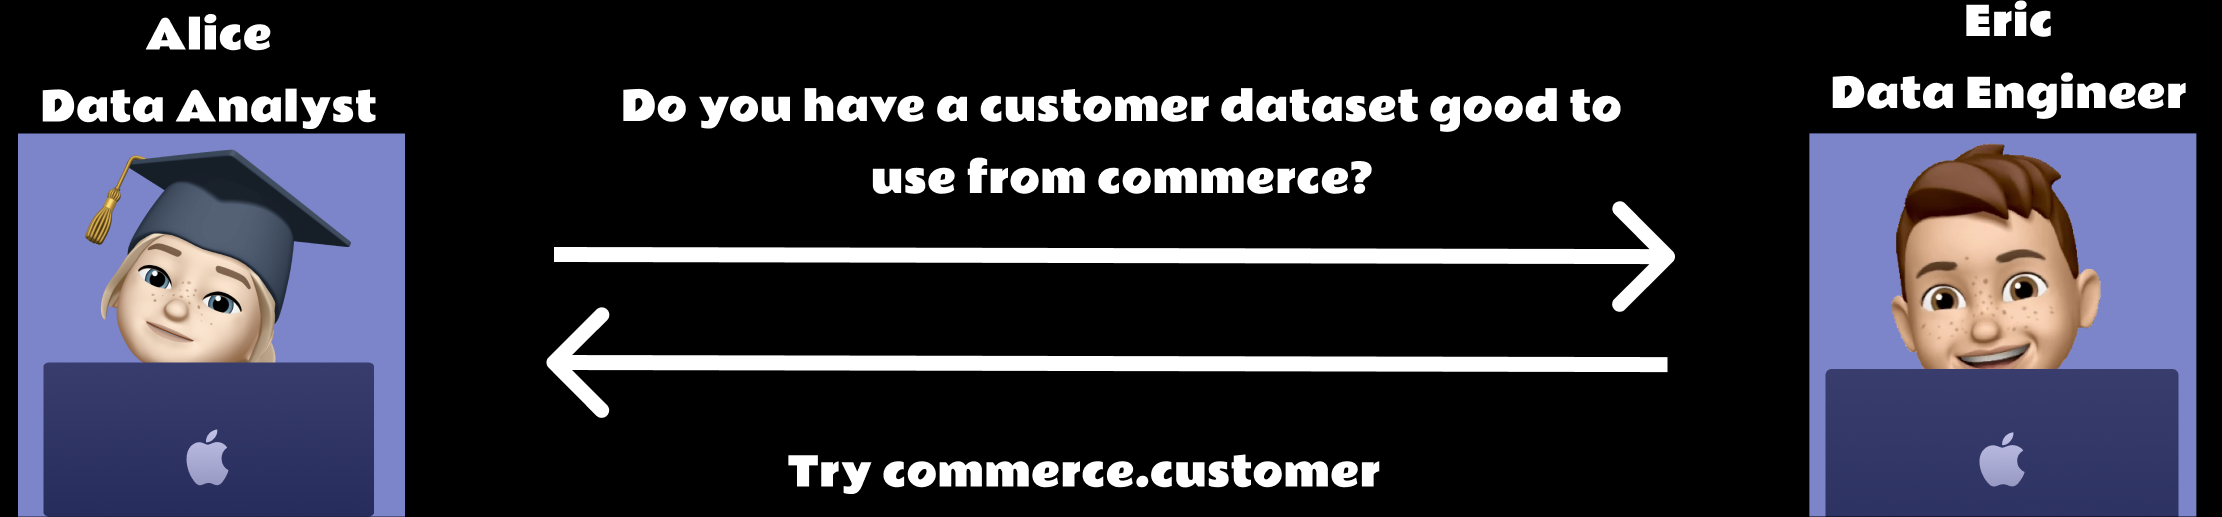 Alice
Data Analyst
Do you have a customer dataset good to
use from commerce?
Try commerce.customer
Eric
Data Engineer